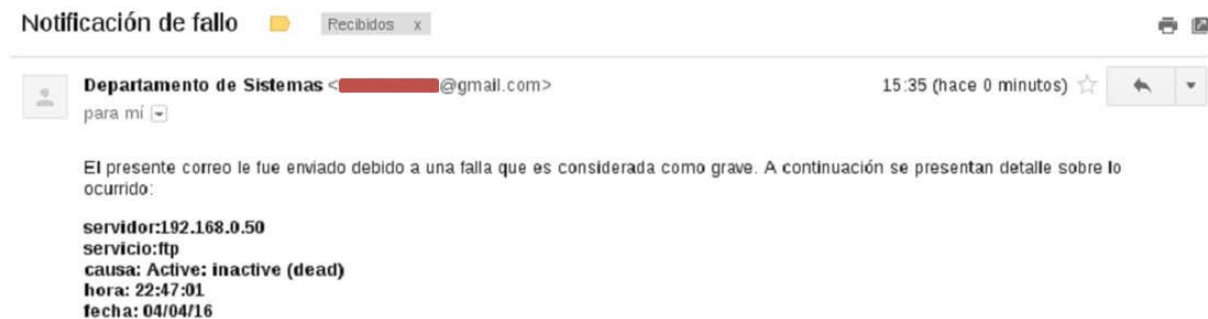 Notificación de fallo Recibidos x
Departamento de Sistemas < @gmail.com> 15:35 (hace 0 minutos)
para mí
El presente correo le fue enviado debido a una falla que es considerada como grave. A continuación se presentan detalle sobre lo
ocurrido:
servidor:192.168.0.50
servicio:ftp
causa: Active: inactive (dead)
hora: 22:47:01
fecha: 04/04/16